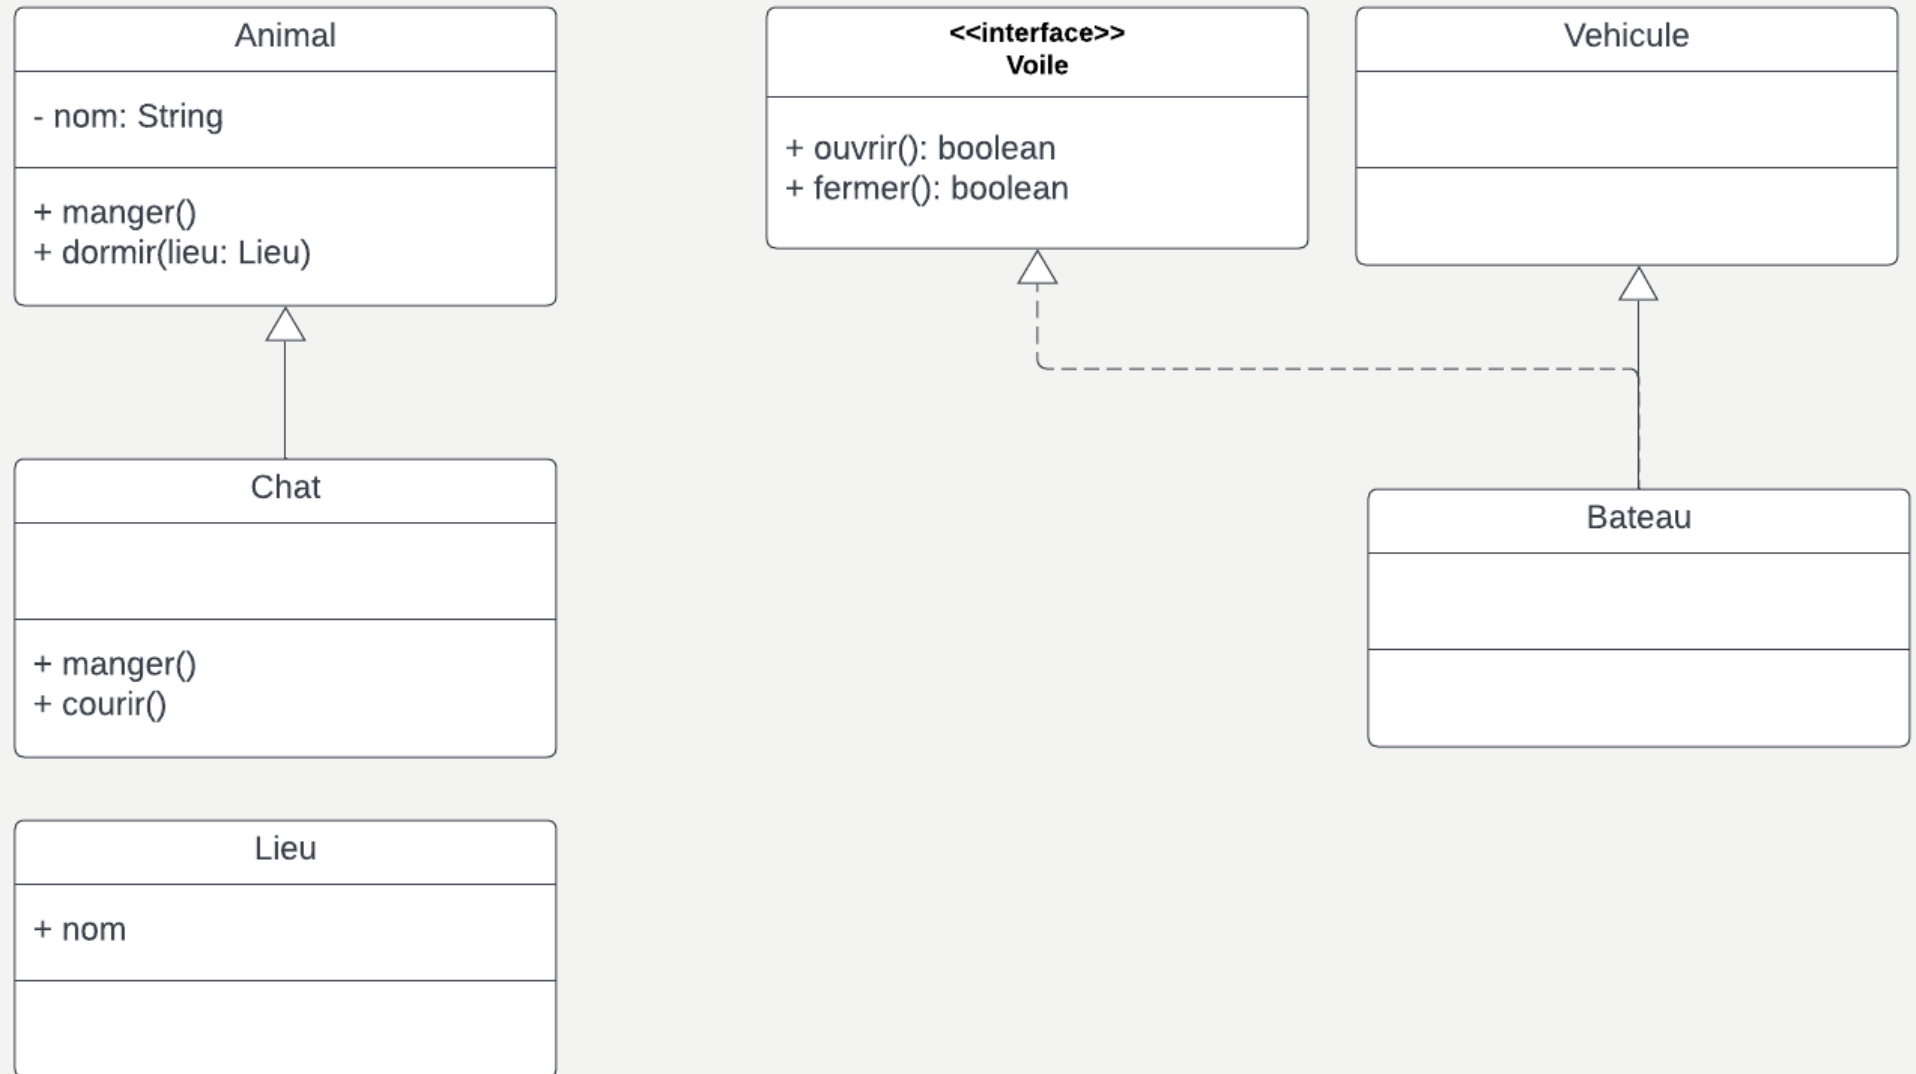 Animal
- nom: String
+ manger()
+ dormir(lieu: Lieu)
<<interface>>
Voile
+ ouvrir(): boolean
+ fermer(): boolean
Vehicule
Chat
+ manger()
+ courir()
Bateau
Lieu
+ nom